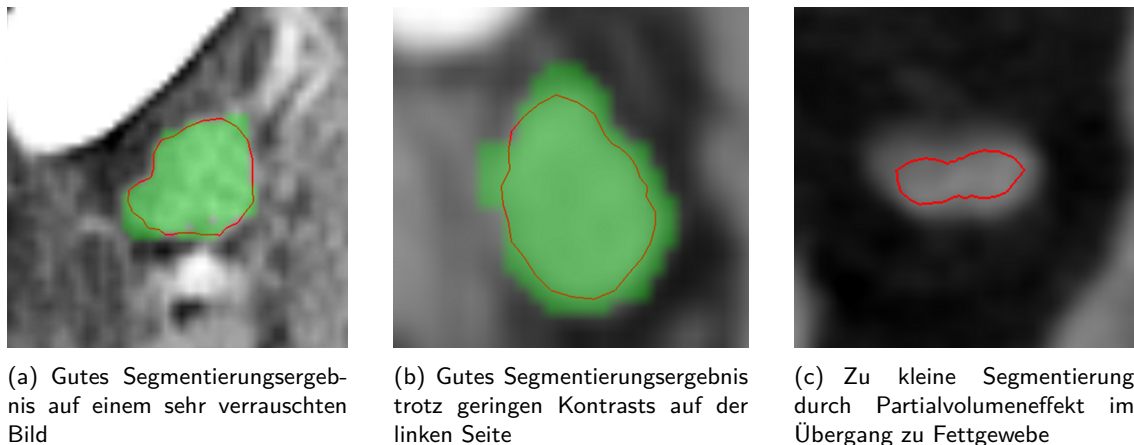 (a) Gutes Segmentierungsergeb-
nis auf einem sehr verrauschten
Bild
(b) Gutes Segmentierungsergebnis
trotz geringen Kontrasts auf der
linken Seite
(c) Zu kleine Segmentierung
durch Partialvolumeneffekt im
Übergang zu Fettgewebe